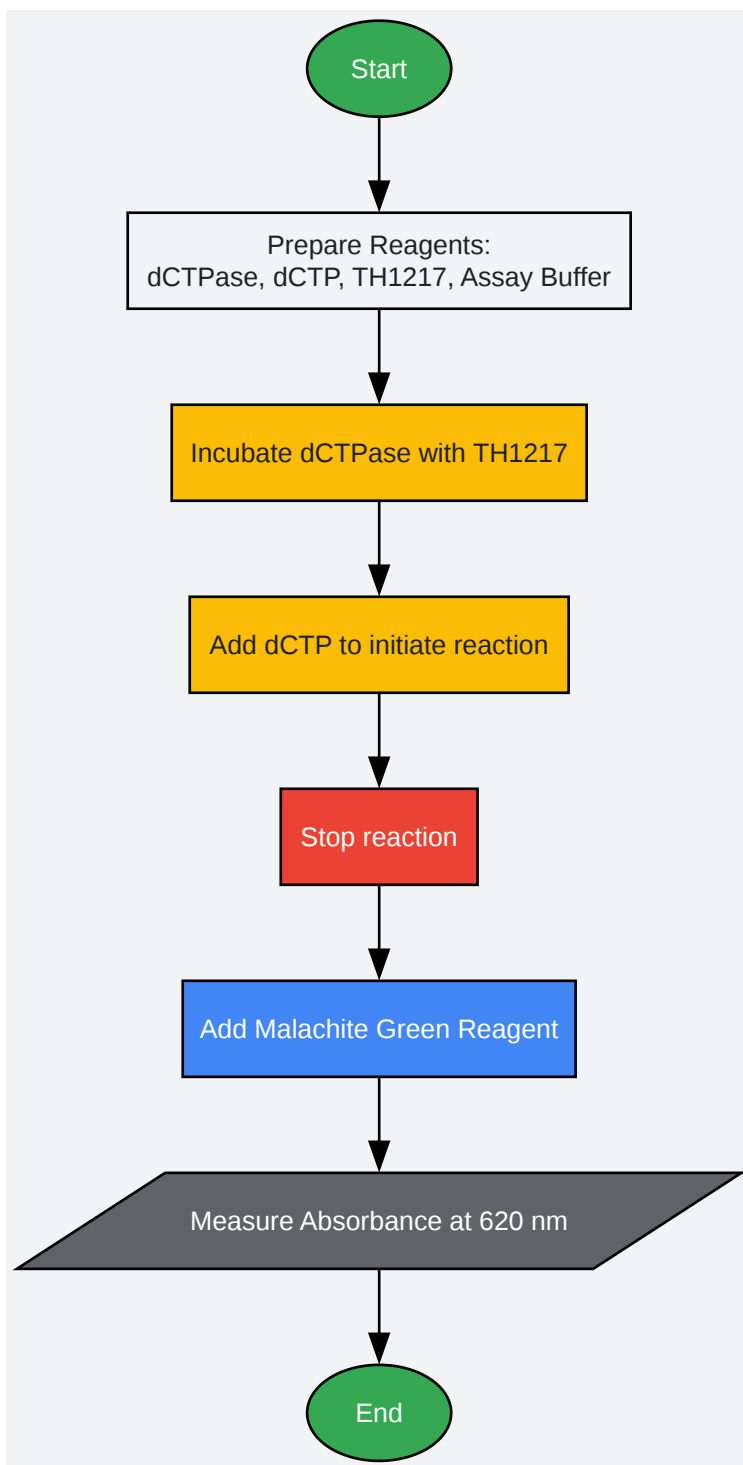 Start
Prepare Reagents:
dCTPase, dCTP, TH1217, Assay Buffer
Incubate dCTPase with TH1217
Add dCTP to initiate reaction
Stop reaction
Add Malachite Green Reagent
Measure Absorbance at 620 nm
End